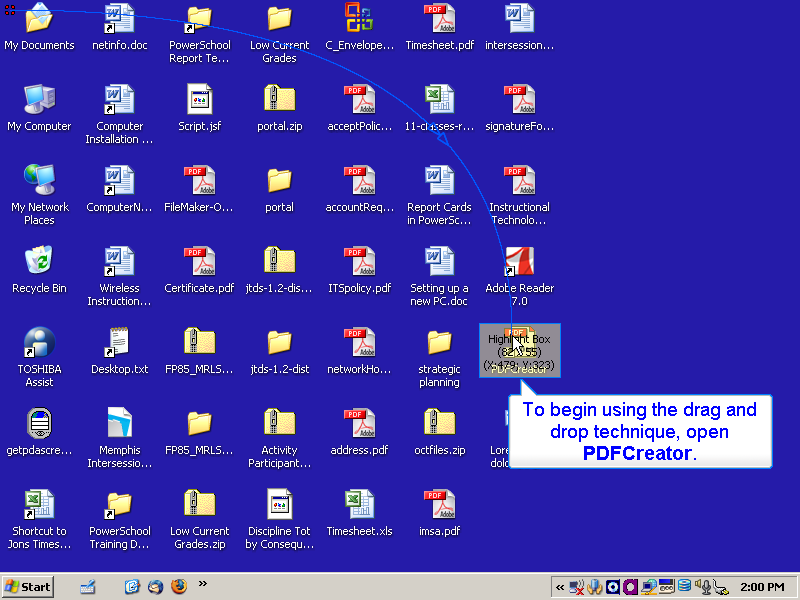 My Documents
netinfo.doc
PowerSchool
Report Te...
Low Current
Grades
C_Envelope...
Timesheet.pdf
intersession...
My Computer
Computer
Installation ...
Script.jsf
portal.zip
acceptPolic...
11-classes-r...
signatureFo...
My Network
Places
ComputerN...
FileMaker-O...
portal
accountReq...
Report Cards
in PowerSc...
Instructional
Technolo...
Recycle Bin
Wireless
Instruction...
Certificate.pdf
jtds-1.2-dis...
ITSpolicy.pdf
Setting up a
new PC.doc
Adobe Reader
7.0
TOSHIBA
Assist
Desktop.txt
FP85_MRLS...
jtds-1.2-dist
networkHo...
strategic
planning
Highlight Box
(X:479; Y:323)
PDFCreator
To begin using the drag and
drop technique, open
PDFCreator.
getpdascre...
Memphis
Intersessio...
FP85_MRLS...
Activity
Participant...
address.pdf
octfiles.zip
Shortcut to
Jons Times...
PowerSchool
Training D...
Low Current
Grades.zip
Discipline Tot
by Consequ...
Timesheet.xls
imsa.pdf
Start
2:00 PM